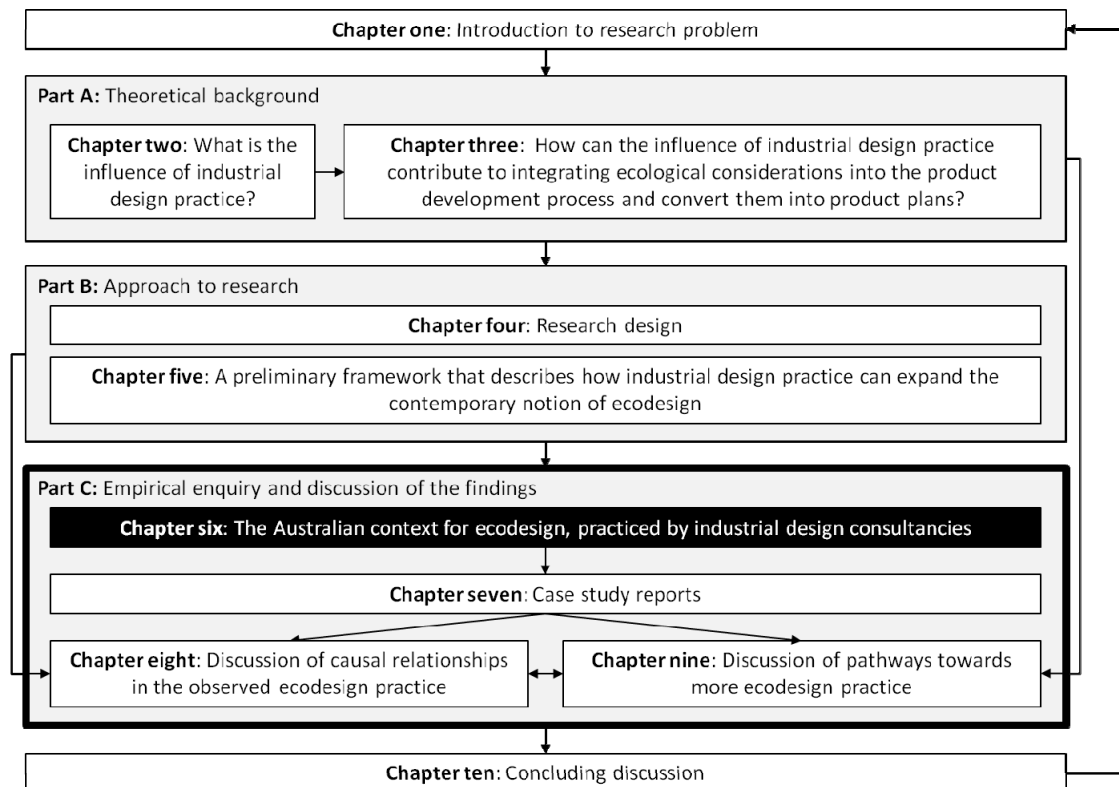 Chapter one: Introduction to research problem
Part A: Theoretical background
Chapter two: What is the
influence of industrial
design practice?
Chapter three: How can the influence of industrial design practice
contribute to integrating ecological considerations into the product
development process and convert them into product plans?
Part B: Approach to research
Chapter four: Research design
Chapter five: A preliminary framework that describes how industrial design practice can expand the
contemporary notion of ecodesign
Part C: Empirical enquiry and discussion of the findings
Chapter six: The Australian context for ecodesign, practiced by industrial design consultancies
Chapter seven: Case study reports
Chapter eight: Discussion of causal relationships
in the observed ecodesign practice
Chapter nine: Discussion of pathways towards
more ecodesign practice
Chapter ten: Concluding discussion